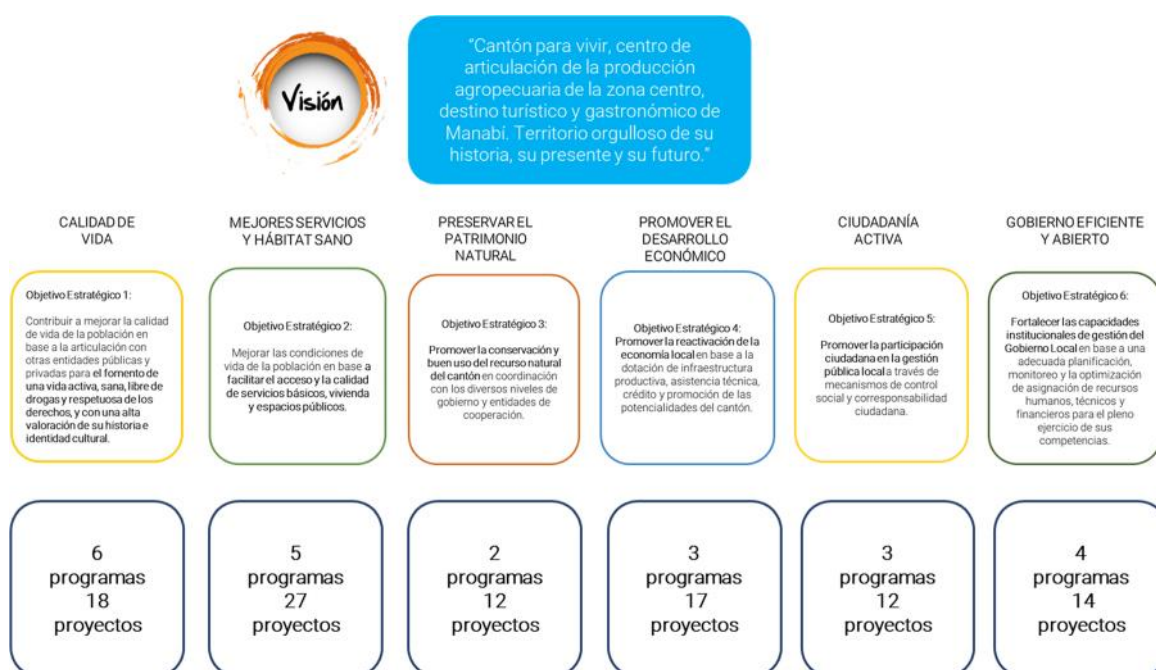 Visión
“Cantón para vivir, centro de
articulación de la producción
agropecuaria de la zona centro,
destino turístico y gastronómico de
Manabí. Territorio orgulloso de su
historia, su presente y su futuro.”
CALIDAD DE
VIDA
Objetivo Estratégico 1:
Contribuir a mejorar la calidad
de vida de la población en
base a la articulación con
otras entidades públicas y
privadas para el fomento de
una vida activa, sana, libre de
drogas y respetuosa de los
derechos, y con una alta
valoración de su historia e
identidad cultural.
6
programas
18
proyectos
MEJORES SERVICIOS
Y HÁBITAT SANO
Objetivo Estratégico 2:
Mejorar las condiciones de
vida de la población en base a
facilitar el acceso y la calidad
de servicios básicos, vivienda
y espacios públicos.
5
programas
27
proyectos
PRESERVAR EL
PATRIMONIO
NATURAL
Objetivo Estratégico 3:
Promover la conservación y
buen uso del recurso natural
del cantón en coordinación
con los diversos niveles de
gobierno y entidades de
cooperación.
2
programas
12
proyectos
PROMOVER EL
DESARROLLO
ECONÓMICO
Objetivo Estratégico 4:
Promover la reactivación de la
economía local en base a la
dotación de infraestructura
productiva, asistencia técnica,
crédito y promoción de las
potencialidades del cantón.
3
programas
17
proyectos
CIUDADANÍA
ACTIVA
Objetivo Estratégico 5:
Promover la participación
ciudadana en la gestión
pública local a través de
mecanismos de control
social y corresponsabilidad
ciudadana.
3
programas
12
proyectos
GOBIERNO EFICIENTE
Y ABIERTO
Objetivo Estratégico 6:
Fortalecer las capacidades
institucionales de gestión del
Gobierno Local en base a una
adecuada planificación,
monitoreo y la optimización
de asignación de recursos
humanos, técnicos y
financieros para el pleno
ejercicio de sus
competencias.
4
programas
14
proyectos